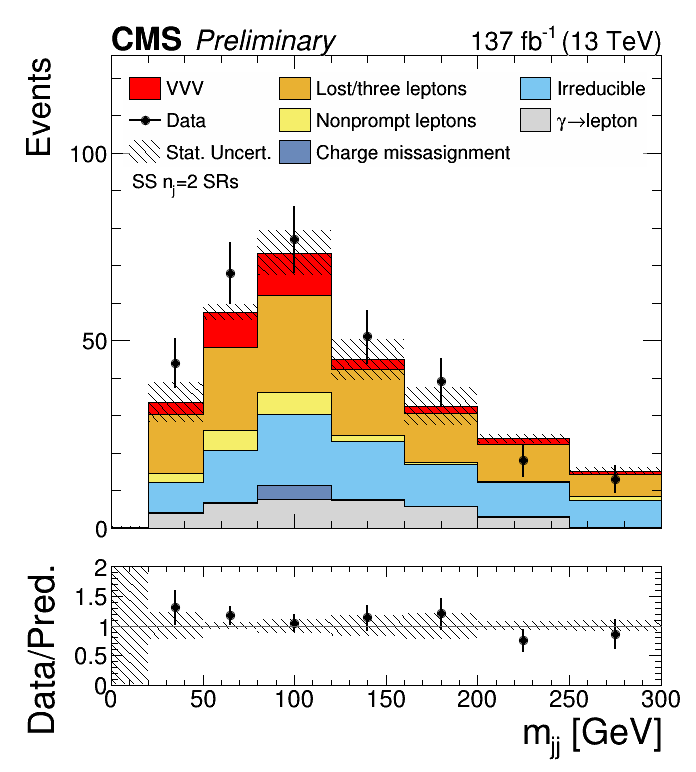 CMS Preliminary 137 fb⁻¹ (13 TeV)
Events
VVV Lost/three leptons Irreducible
Data Nonprompt leptons γ→lepton
Stat. Uncert. Charge missasignment
SS nⱼ=2 SRs
100
50
0
Data/Pred.
2
1.5
1
0.5
0
0 50 100 150 200 250 300
mⱼⱼ [GeV]